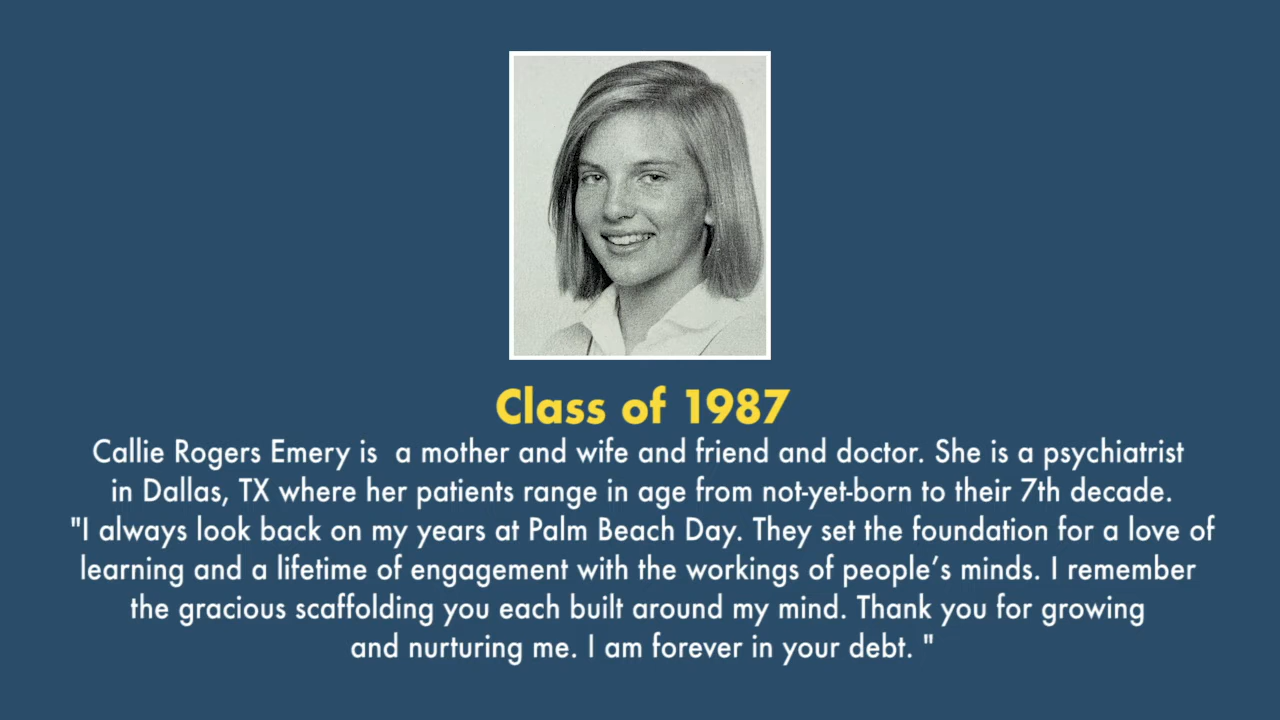 Class of 1987
Callie Rogers Emery is  a mother and wife and friend and doctor. She is a psychiatrist
in Dallas, TX where her patients range in age from not-yet-born to their 7th decade.
"I always look back on my years at Palm Beach Day. They set the foundation for a love of
learning and a lifetime of engagement with the workings of people’s minds. I remember
the gracious scaffolding you each built around my mind. Thank you for growing
and nurturing me. I am forever in your debt. "